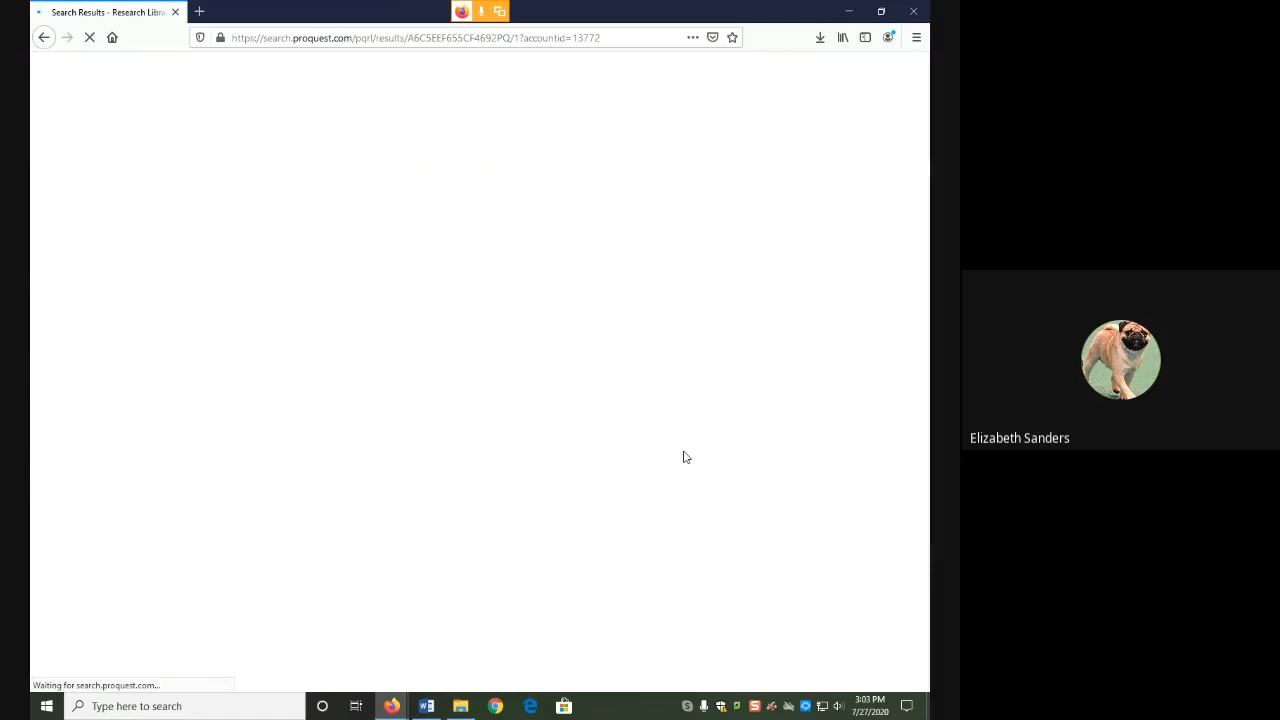 Search Results - Research Libra
https://search.proquest.com/pqrl/results/A6C5EEF655CF4692PQ/1?accountid=13772
Elizabeth Sanders
Waiting for search.proquest.com...
Type here to search
3:03 PM
7/27/2020